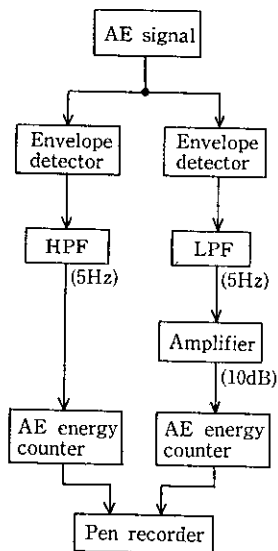 AE signal
Envelope
detector
Envelope
detector
HPF
(5Hz)
LPF
(5Hz)
Amplifier
(10dB)
AE energy
counter
AE energy
counter
Pen recorder